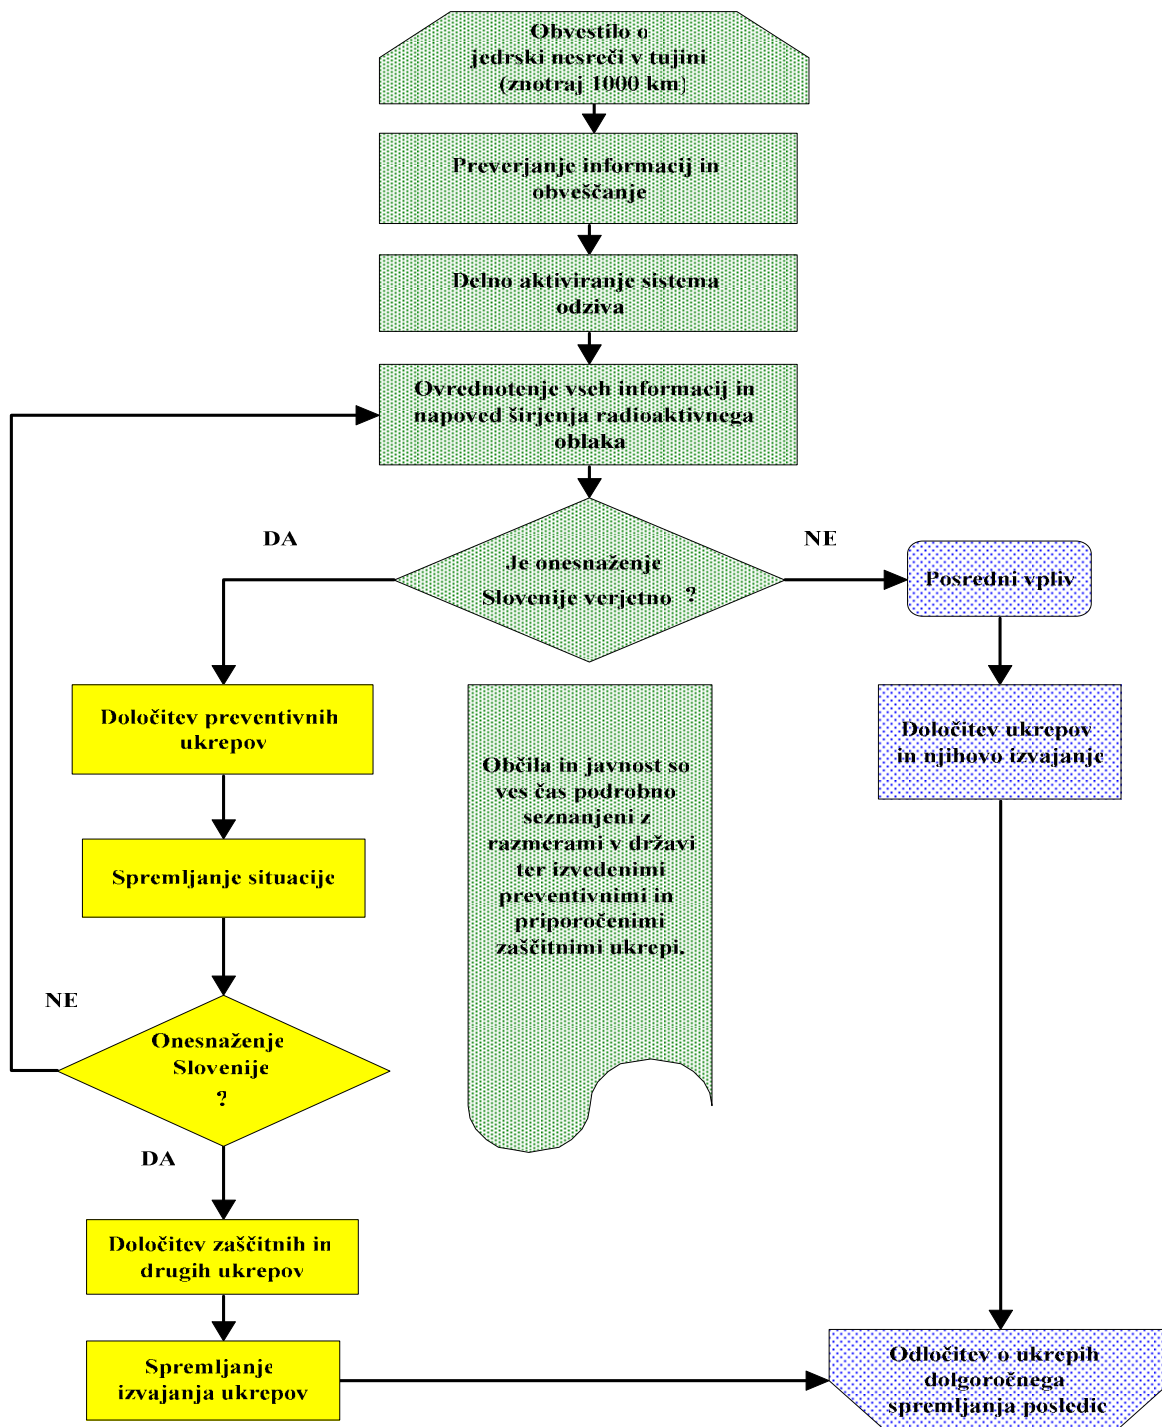 Obvestilo o
jedrski nesreči v tujini
(znotraj 1000 km)
Preverjanje informacij in
obveščanje
Delno aktiviranje sistema
odziva
Ovrednotenje vseh informacij in
napoved širjenja radioaktivnega
oblaka
DA
NE
Je onesnaženje
Slovenije verjetno ?
Posredni vpliv
Določitev preventivnih
ukrepov
Občila in javnost so
ves čas podrobno
seznanjeni z
razmerami v državi
ter izvedenimi
preventivnimi in
priporočenimi
zaščitnimi ukrepi.
Določitev ukrepov
in njihovo izvajanje
Spremljanje situacije
NE
Onesnaženje
Slovenije
?
DA
Določitev zaščitnih in
drugih ukrepov
Spremljanje
izvajanja ukrepov
Odločitev o ukrepih
dolgoročnega
spremljanja posledic